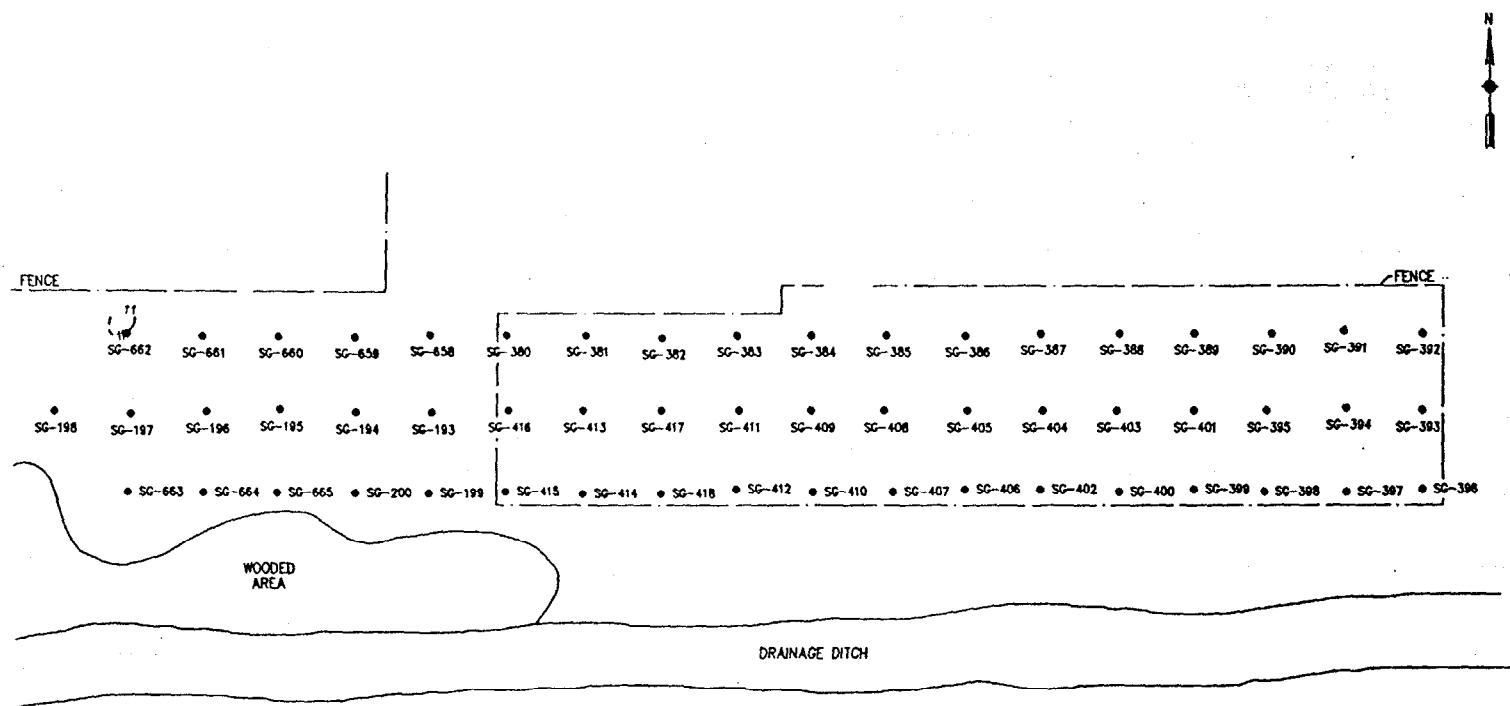 N
FENCE
FENCE
11
11
SG-662
SG-661
SG-660
SG-659
SG-658
SG-380
SG-381
SG-382
SG-383
SG-384
SG-385
SG-386
SG-387
SG-388
SG-389
SG-390
SG-391
SG-392
SG-198
SG-197
SG-196
SG-195
SG-194
SG-193
SG-416
SG-413
SG-417
SG-411
SG-409
SG-408
SG-405
SG-404
SG-403
SG-401
SG-395
SG-394
SG-393
SG-663
SG-664
SG-665
SG-200
SG-199
SG-415
SG-414
SG-418
SG-412
SG-410
SG-407
SG-406
SG-402
SG-400
SG-399
SG-398
SG-397
SG-396
WOODED
AREA
DRAINAGE DITCH